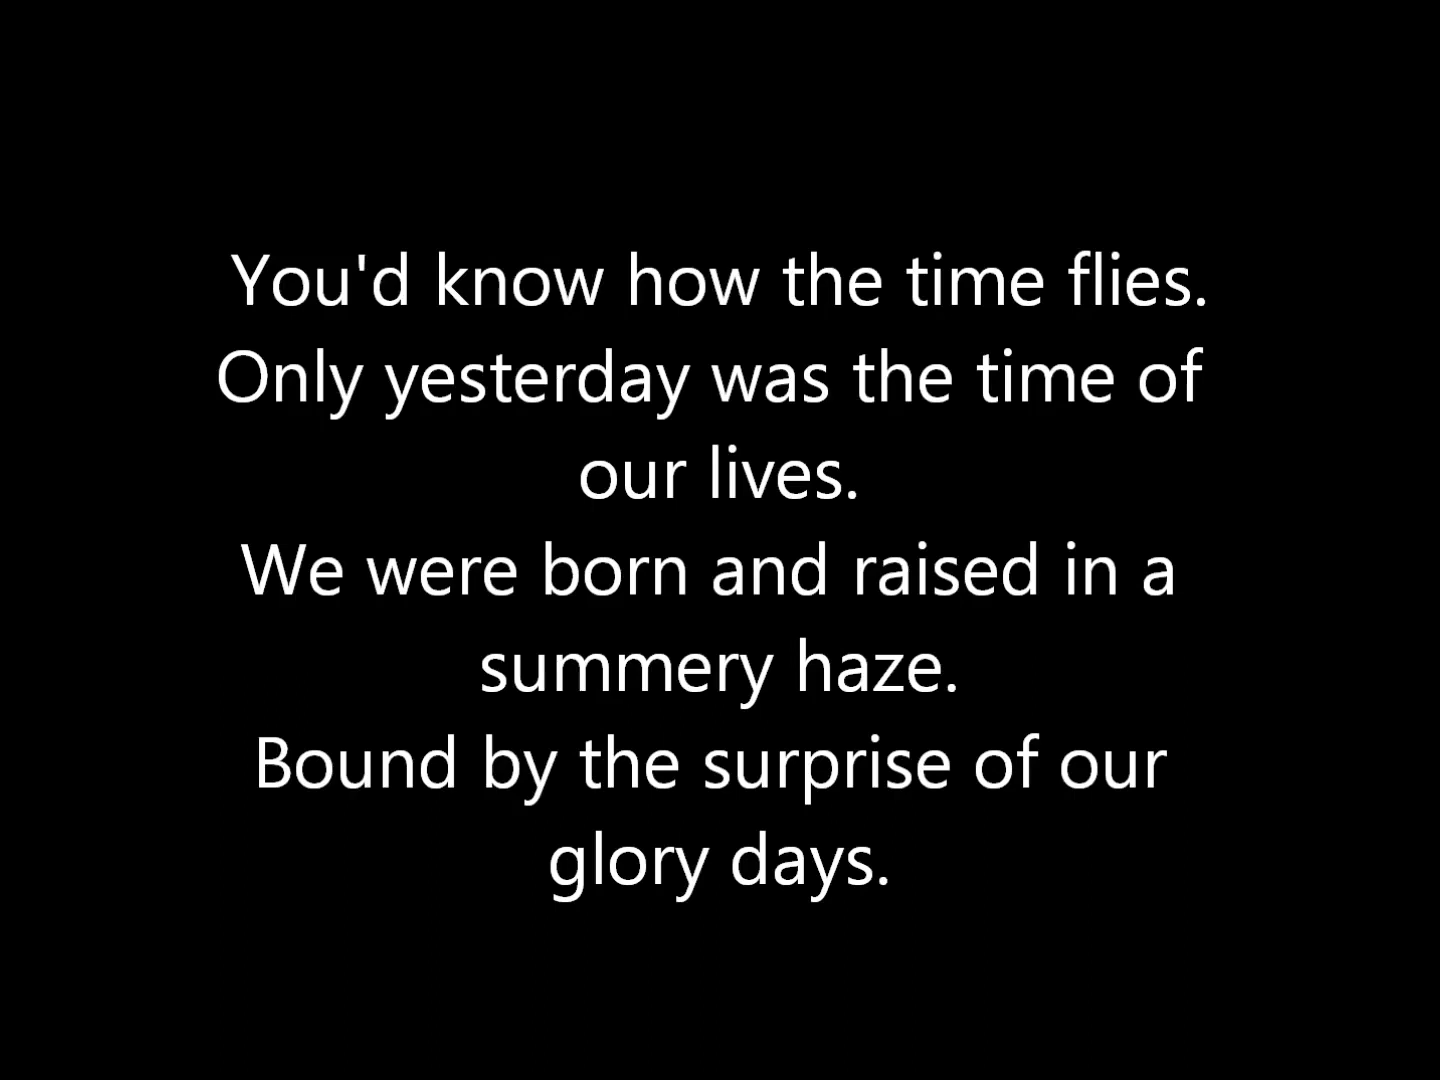 You'd know how the time flies.
Only yesterday was the time of
our lives.
We were born and raised in a
summery haze.
Bound by the surprise of our
glory days.